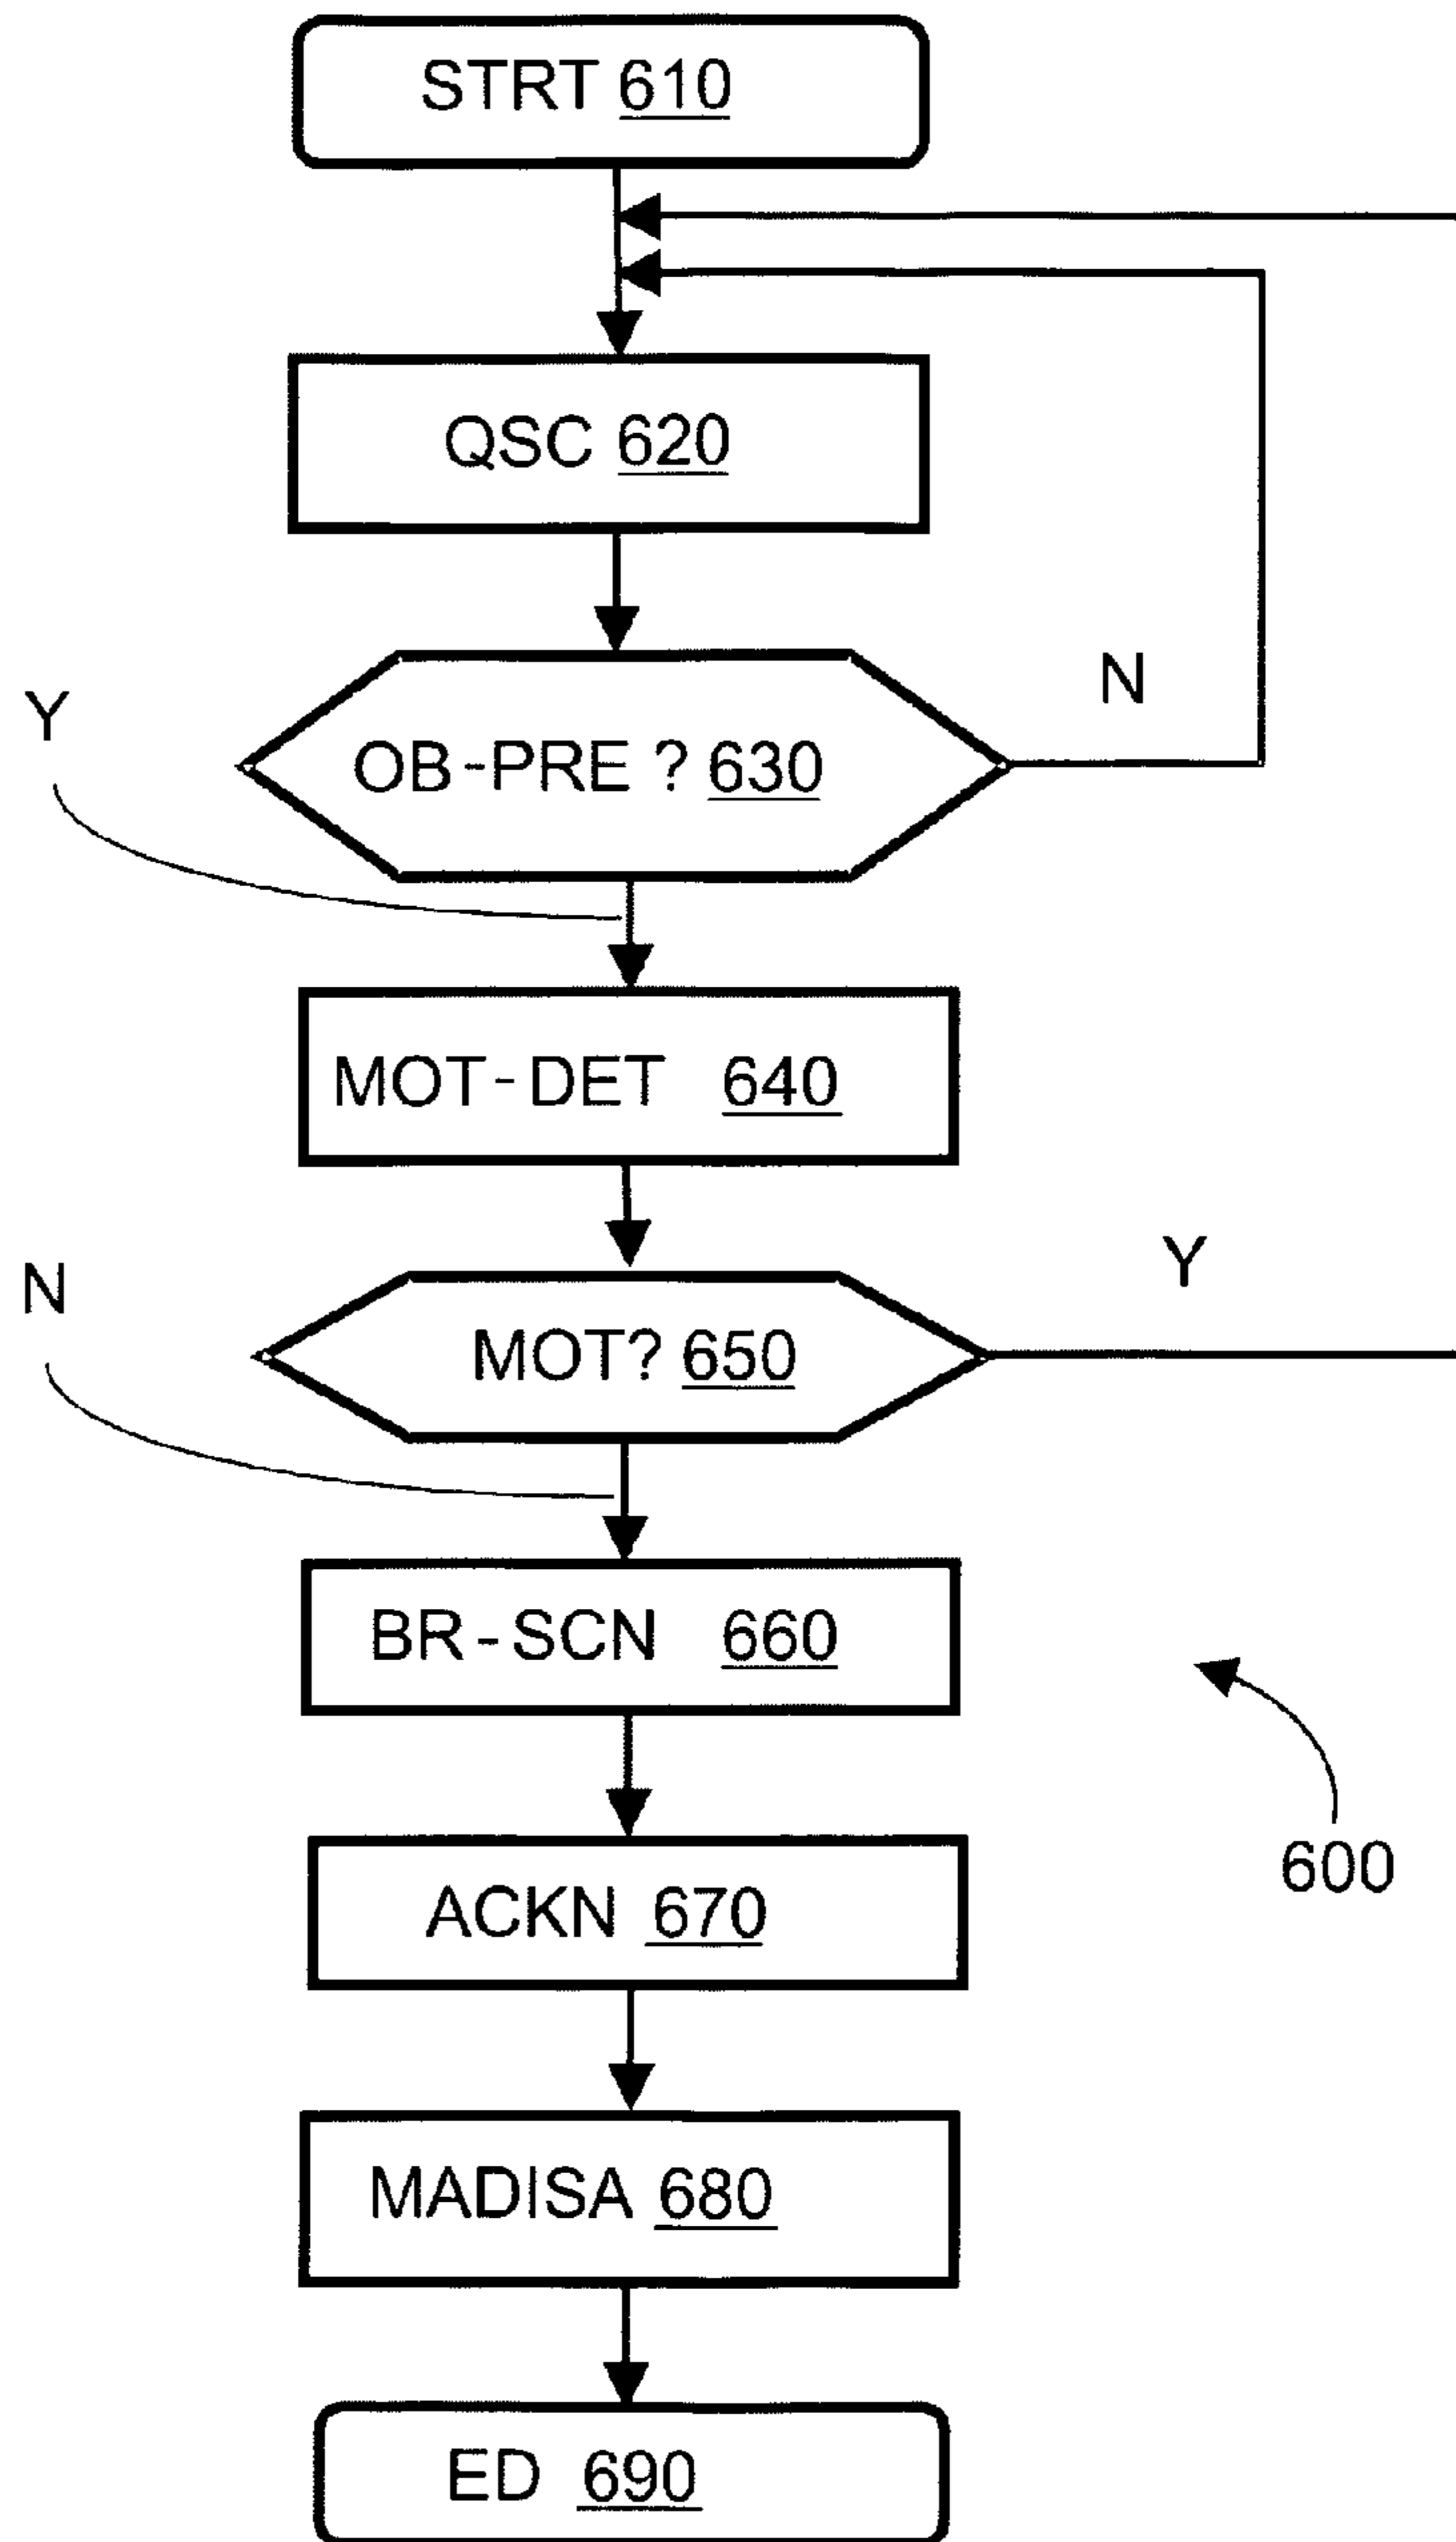 STRT 610
QSC 620
N
Y
OB-PRE ? 630
MOT-DET 640
Y
N
MOT? 650
BR-SCN 660
600
ACKN 670
MADISA 680
ED 690